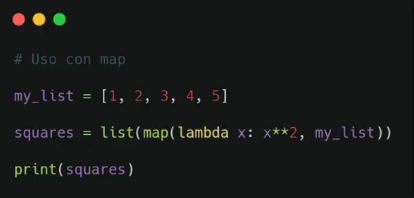 # Uso con map
my_list = [1, 2, 3, 4, 5]
squares = list(map(lambda x: x**2, my_list))
print(squares)